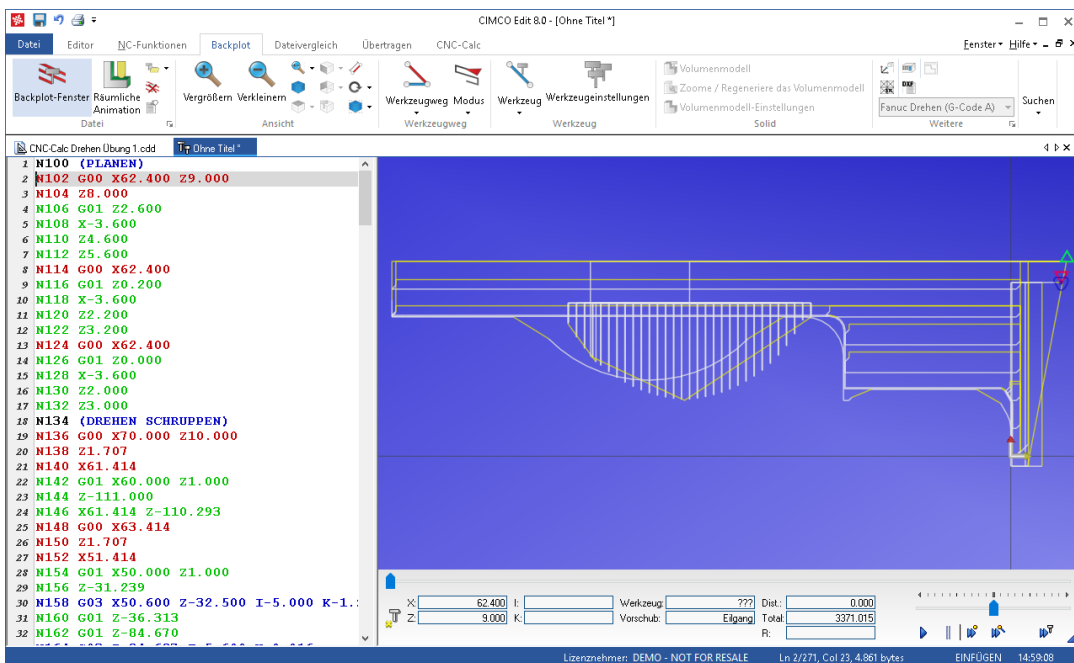 CIMCO Edit 8.0 - [Ohne Titel *]
Datei Editor NC-Funktionen Backplot Dateivergleich Übertragen CNC-Calc Fenster Hilfe
Backplot-Fenster Räumliche Animation
Vergrößern Verkleinern
Werkzeugweg Modus
Werkzeug Werkzeugeinstellungen
Volumenmodell
Zoome / Regeneriere das Volumenmodell
Volumenmodell-Einstellungen
Fanuc Drehen (G-Code A)
Suchen
Datei Ansicht Werkzeugweg Werkzeug Solid Weitere
CNC-Calc Drehen Übung 1.cdd Ohne Titel *
1 N100 (PLANEN)
2 N102 G00 X62.400 Z9.000
3 N104 Z8.000
4 N106 G01 Z2.600
5 N108 X-3.600
6 N110 Z4.600
7 N112 Z5.600
8 N114 G00 X62.400
9 N116 G01 Z0.200
10 N118 X-3.600
11 N120 Z2.200
12 N122 Z3.200
13 N124 G00 X62.400
14 N126 G01 Z0.000
15 N128 X-3.600
16 N130 Z2.000
17 N132 Z3.000
18 N134 (DREHEN SCHRUPPEN)
19 N136 G00 X70.000 Z10.000
20 N138 Z1.707
21 N140 X61.414
22 N142 G01 X60.000 Z1.000
23 N144 Z-111.000
24 N146 X61.414 Z-110.293
25 N148 G00 X63.414
26 N150 Z1.707
27 N152 X51.414
28 N154 G01 X50.000 Z1.000
29 N156 Z-31.239
30 N158 G03 X50.600 Z-32.500 I-5.000 K-1.
31 N160 G01 Z-36.313
32 N162 G01 Z-84.670
X: 62.400 I: Werkzeug: ??? Dist.: 0.000
Z: 9.000 K: Vorschub: Eilgang Total: 3371.015
R:
Lizenznehmer: DEMO - NOT FOR RESALE Ln 2/271, Col 23, 4.861 bytes EINFÜGEN 14:59:08